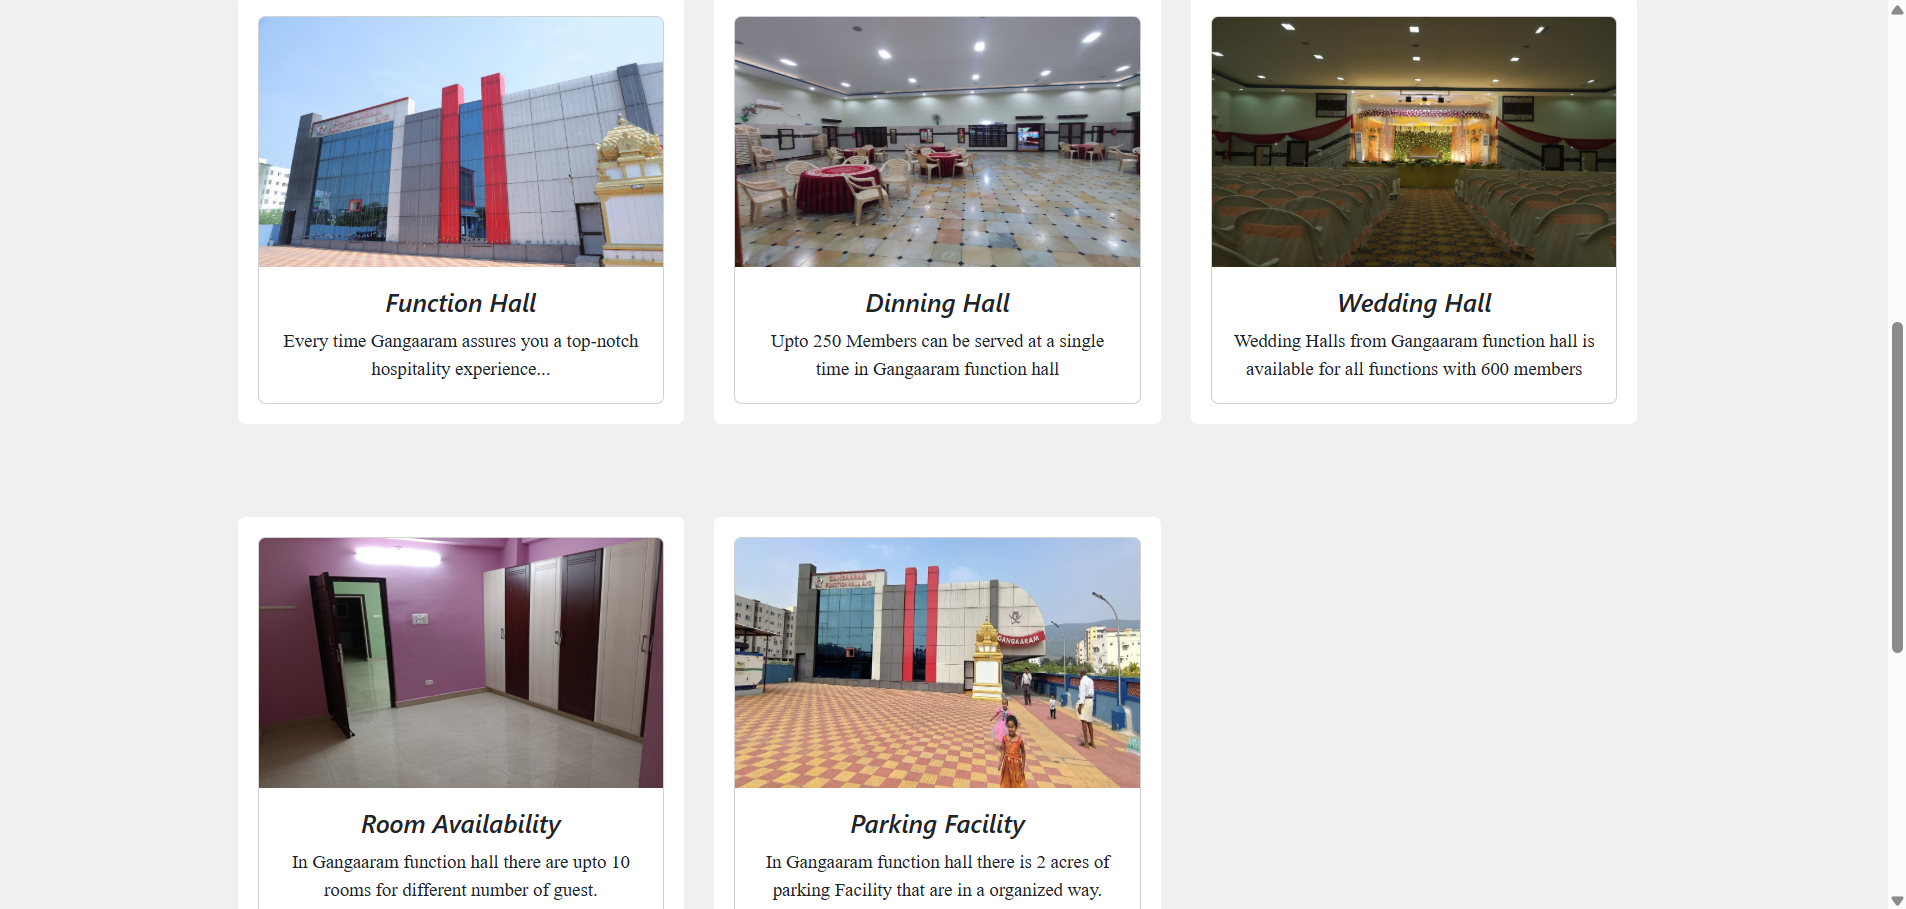 Function Hall
Every time Gangaaram assures you a top-notch
hospitality experience...
Dinning Hall
Upto 250 Members can be served at a single
time in Gangaaram function hall
Wedding Hall
Wedding Halls from Gangaaram function hall is
available for all functions with 600 members
GANGAARAM
FUNCTION HALL A/C
GANGAARAM
Room Availability
In Gangaaram function hall there are upto 10
rooms for different number of guest.
Parking Facility
In Gangaaram function hall there is 2 acres of
parking Facility that are in a organized way.